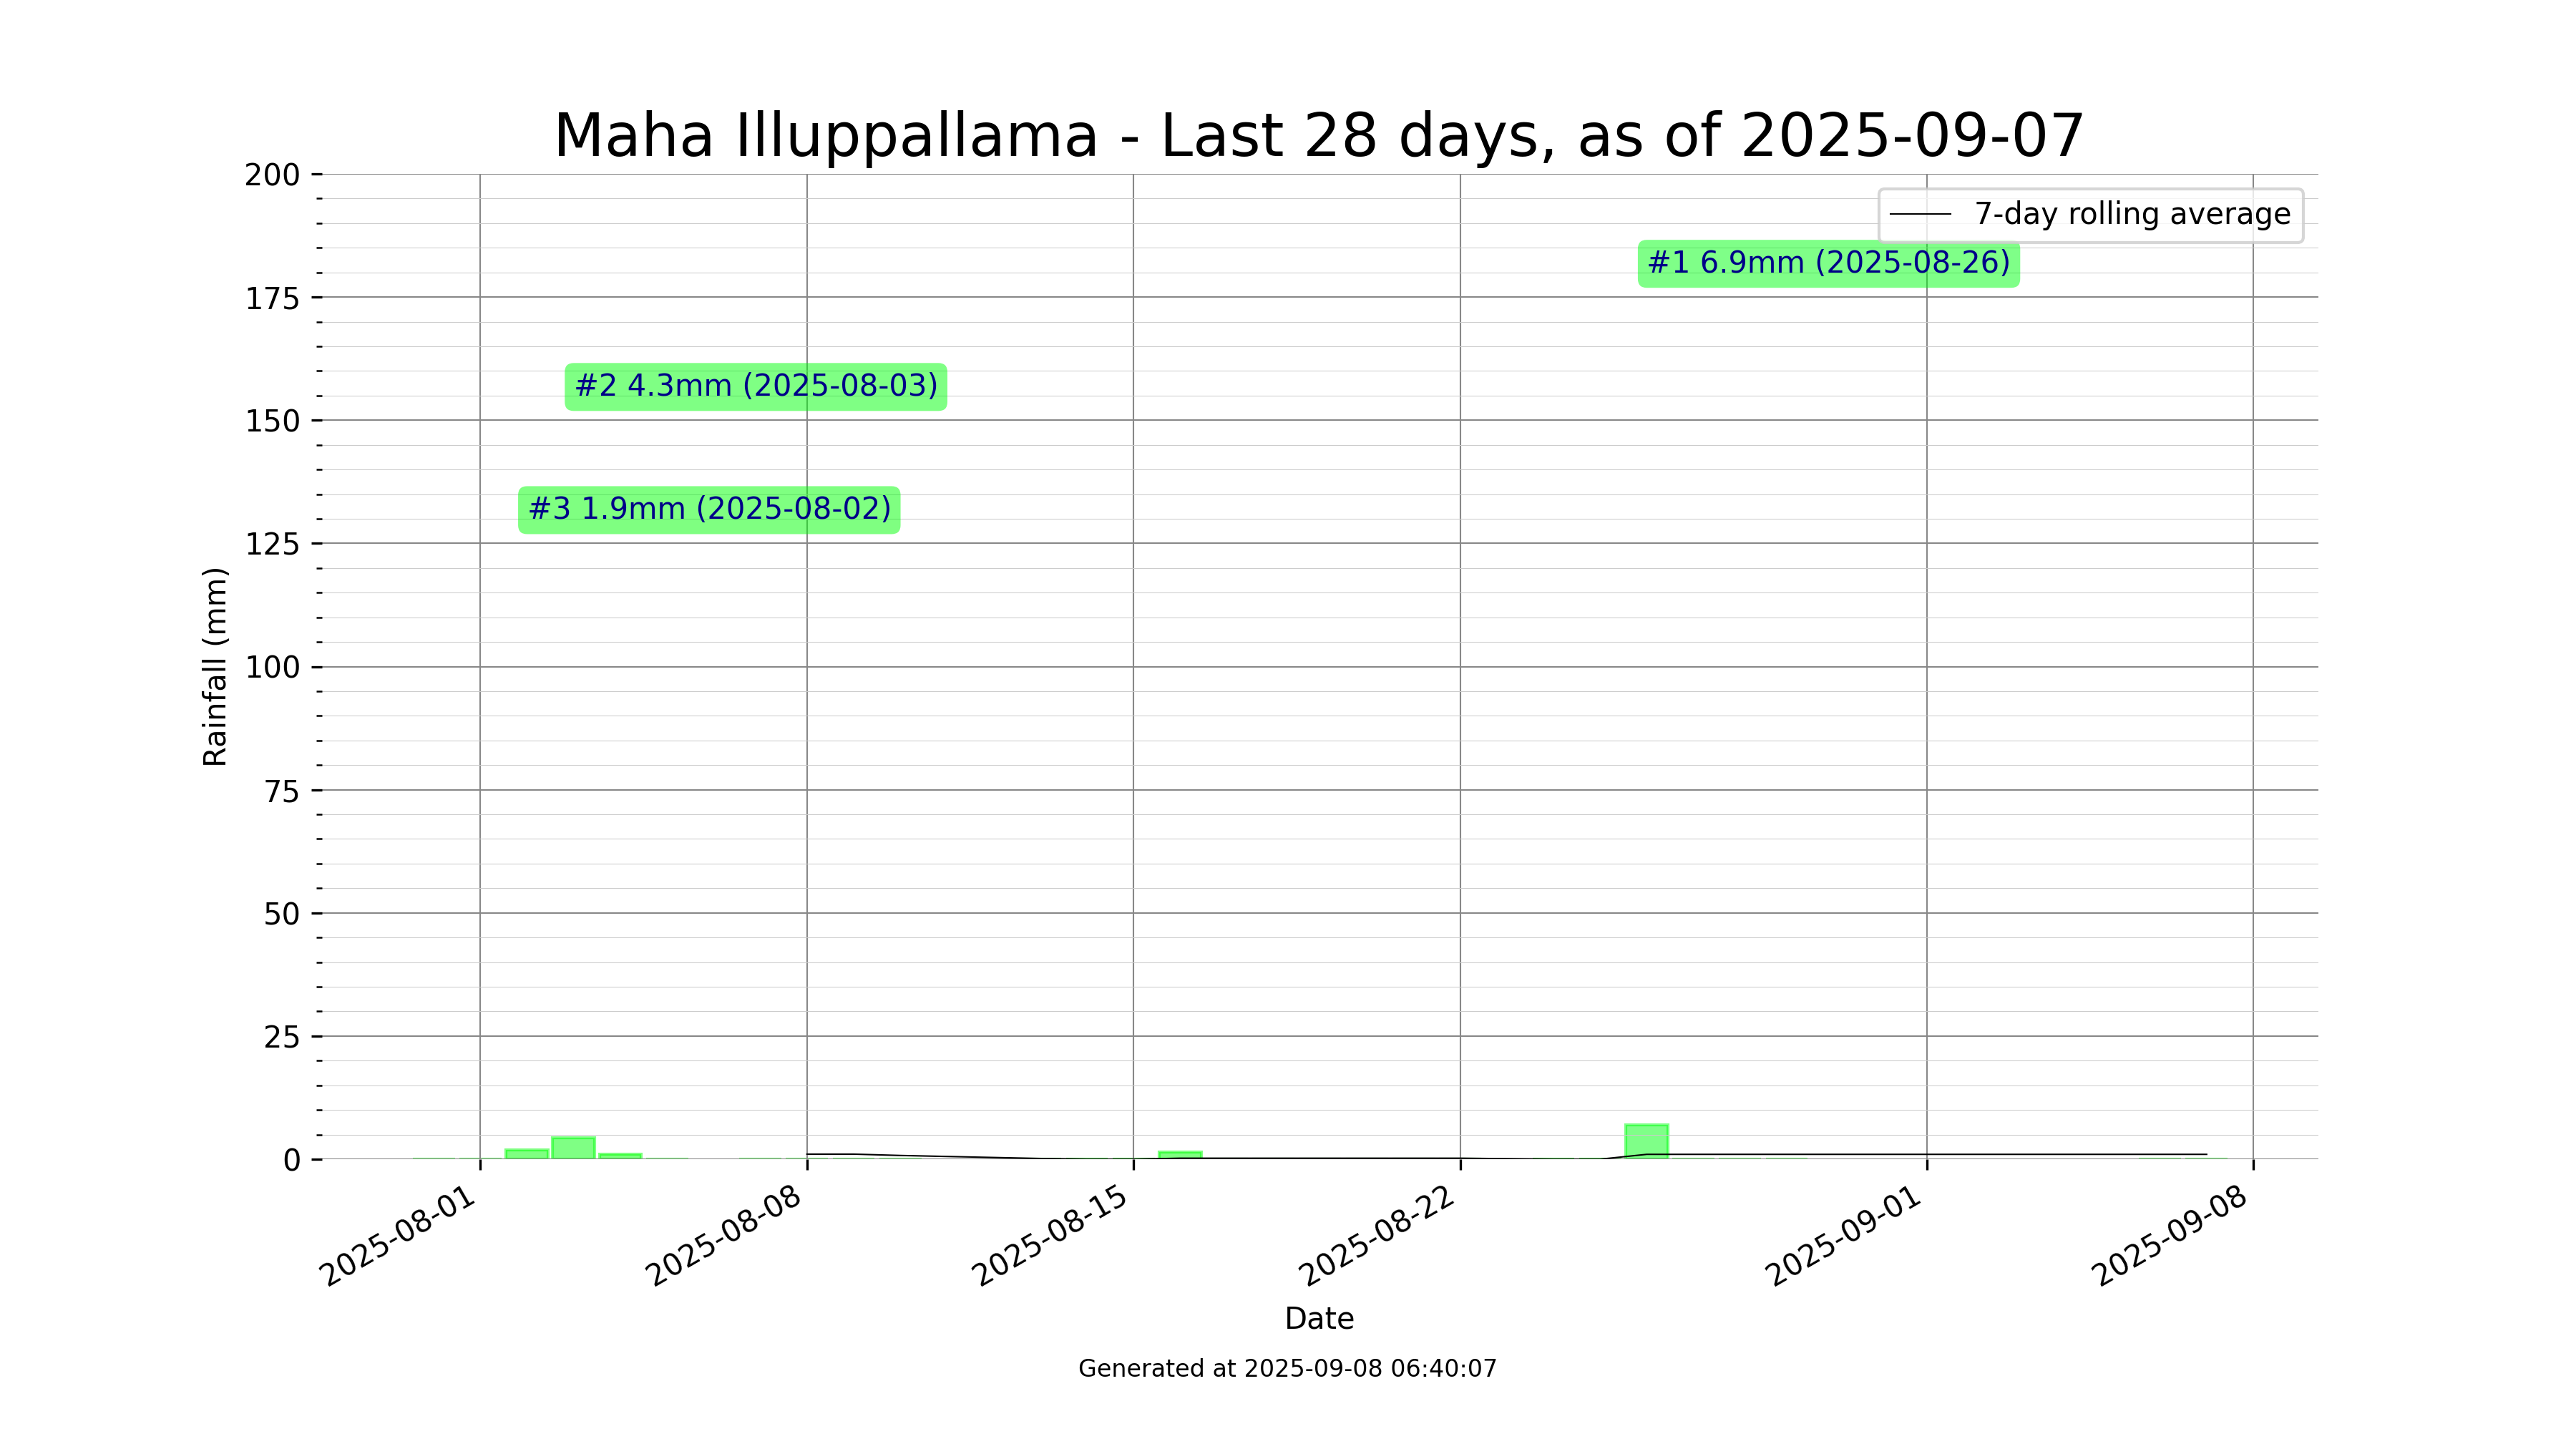 Maha Illuppallama - Last 28 days, as of 2025-09-07
200
175
150
125
100
75
50
25
0
Rainfall (mm)
7-day rolling average
#1 6.9mm (2025-08-26)
#2 4.3mm (2025-08-03)
#3 1.9mm (2025-08-02)
2025-08-01
2025-08-08
2025-08-15
2025-08-22
2025-09-01
2025-09-08
Date
Generated at 2025-09-08 06:40:07